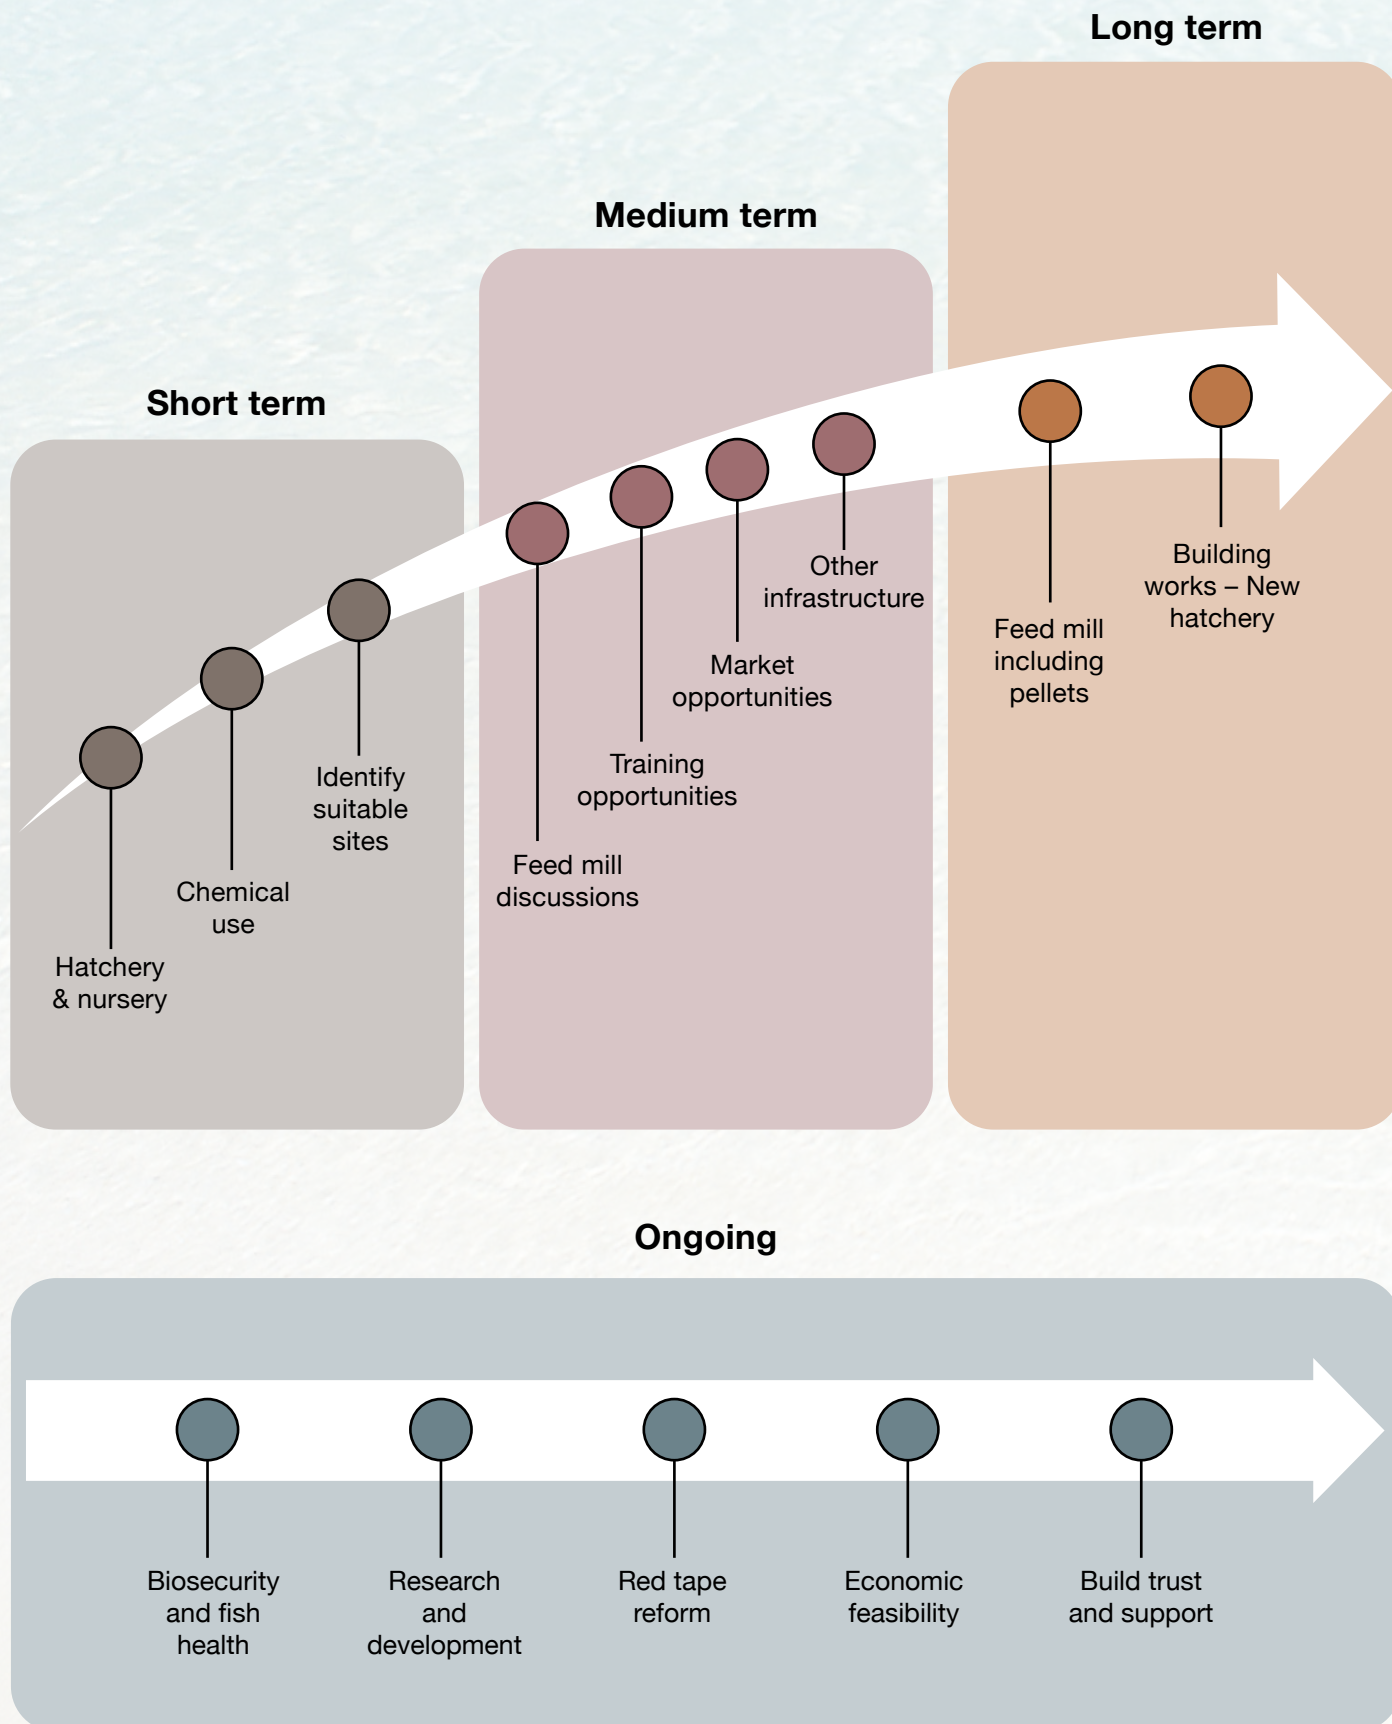 Long term
Medium term
Short term
Hatchery
& nursery
Chemical
use
Identify
suitable
sites
Feed mill
discussions
Training
opportunities
Market
opportunities
Other
infrastructure
Feed mill
including
pellets
Building
works – New
hatchery
Ongoing
Biosecurity
and fish
health
Research
and
development
Red tape
reform
Economic
feasibility
Build trust
and support